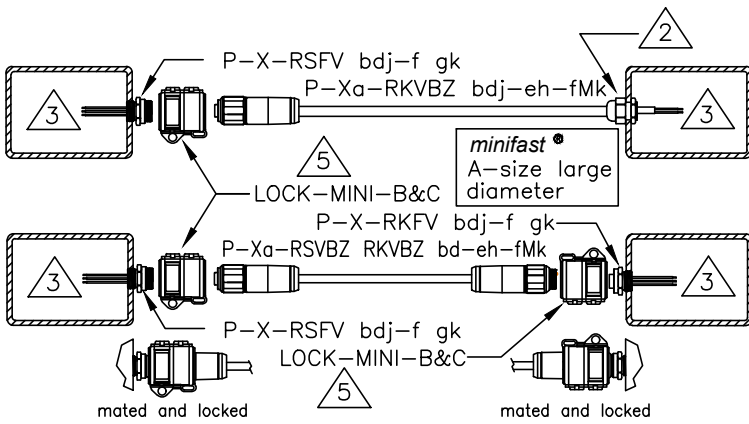 P-X-RSFV bdj-f gk
2
P-Xa-RKVBZ bdj-eh-fMk
3
3
minifast ®
A-size large
diameter
5
LOCK-MINI-B&C
P-X-RKFV bdj-f gk
P-Xa-RSVBZ RKVBZ bd-eh-fMk
3
3
P-X-RSFV bdj-f gk
LOCK-MINI-B&C
5
mated and locked
mated and locked